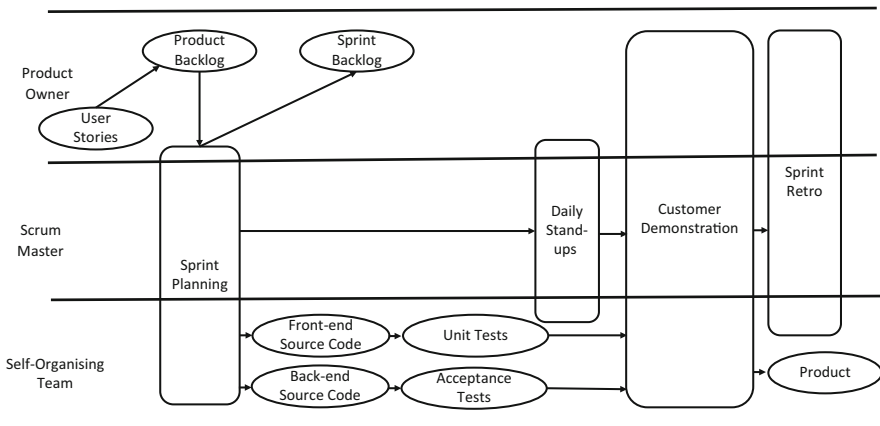 Product
Owner
User
Stories
Product
Backlog
Sprint
Backlog
Scrum
Master
Sprint
Planning
Daily
Stand-
ups
Customer
Demonstration
Sprint
Retro
Self-Organising
Team
Front-end
Source Code
Unit Tests
Back-end
Source Code
Acceptance
Tests
Product